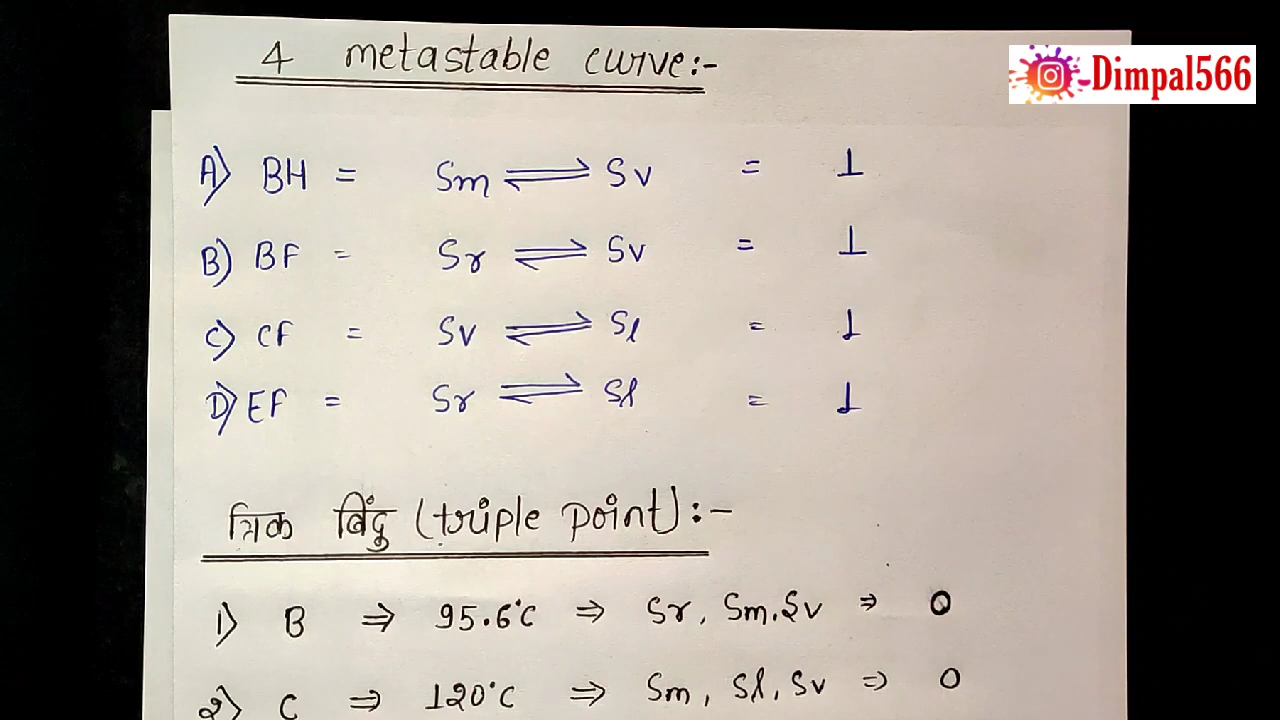 4 metastable curve:-
-Dimpal566
A) BH = Sm ⇌ Sv = 1
B) BF = Sr ⇌ Sv = 1
C) CF = Sv ⇌ Sl = 1
D) EF = Sr ⇌ Sl = 1
त्रिक बिंदु (triple point):-
1) B ⇒ 95.6°C ⇒ Sr, Sm, Sv ⇒ 0
2) C ⇒ 120°C ⇒ Sm, Sl, Sv ⇒ 0